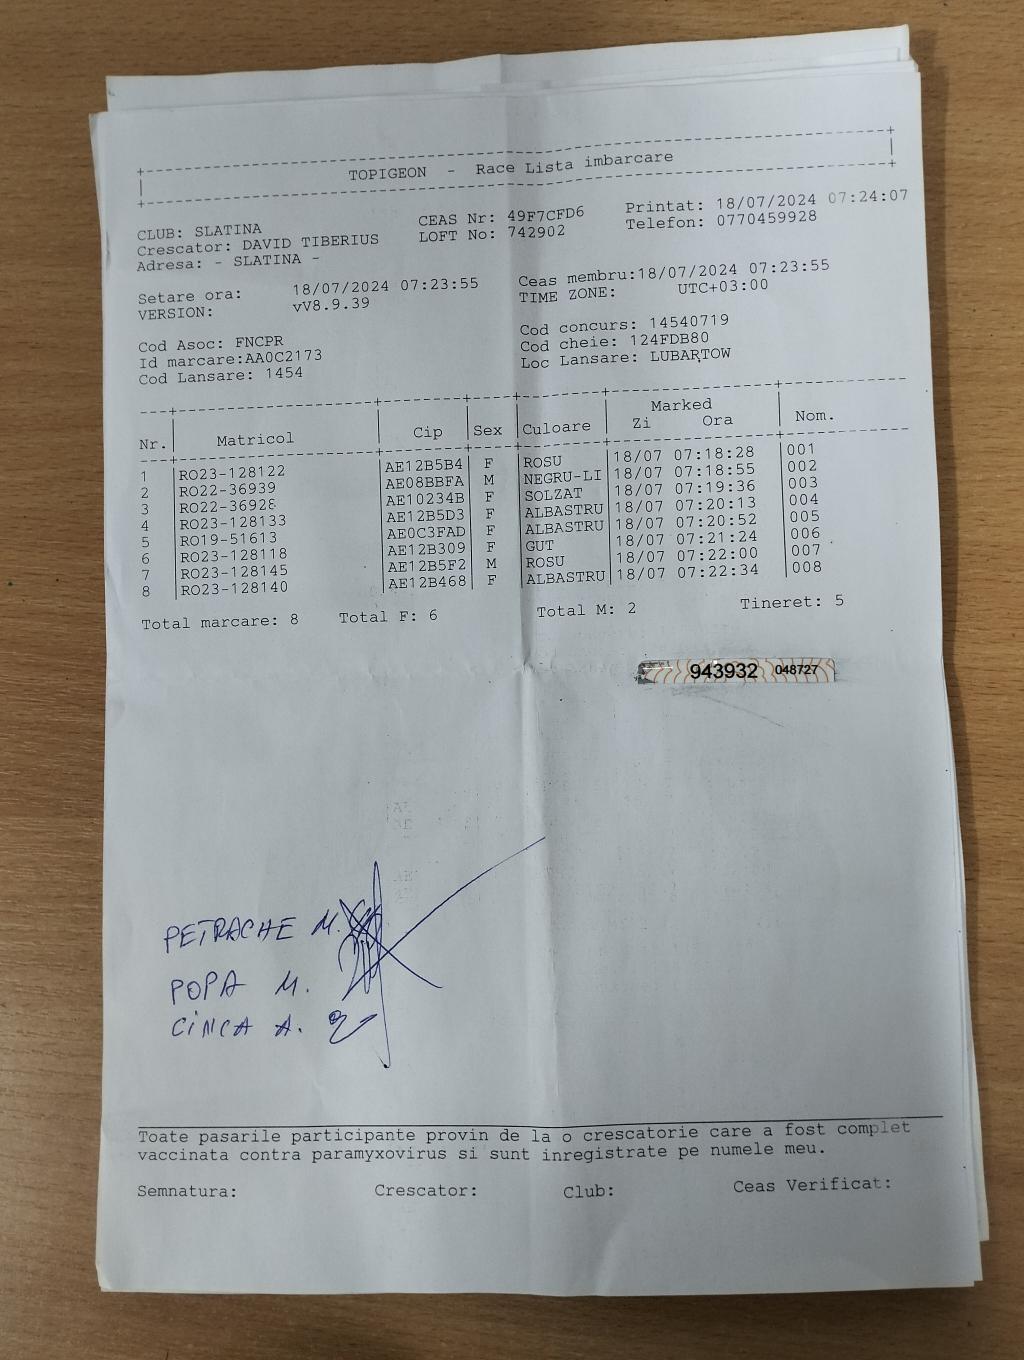 TOPIGEON - Race Lista imbarcare
CLUB: SLATINA CEAS Nr: 49F7CFD6 Printat: 18/07/2024 07:24:07
Crescator: DAVID TIBERIUS LOFT No: 742902 Telefon: 0770459928
Adresa: - SLATINA -
Setare ora: 18/07/2024 07:23:55 Ceas membru:18/07/2024 07:23:55
VERSION: vV8.9.39 TIME ZONE: UTC+03:00
Cod Asoc: FNCPR Cod concurs: 14540719
Id marcare:AA0C2173 Cod cheie: 124FDB80
Cod Lansare: 1454 Loc Lansare: LUBARTOW
Marked
Nr. Matricol Cip Sex Culoare Zi Ora Nom.
1 RO23-128122 AE12B5B4 F ROSU 18/07 07:18:28 001
2 RO22-36939 AE08BBFA M NEGRU-LI 18/07 07:18:55 002
3 RO22-36928 AE10234B F SOLZAT 18/07 07:19:36 003
4 RO23-128133 AE12B5D3 F ALBASTRU 18/07 07:20:13 004
5 RO19-51613 AE0C3FAD F ALBASTRU 18/07 07:20:52 005
6 RO23-128118 AE12B309 F GUT 18/07 07:21:24 006
7 RO23-128145 AE12B5F2 M ROSU 18/07 07:22:00 007
8 RO23-128140 AE12B468 F ALBASTRU 18/07 07:22:34 008
Total marcare: 8 Total F: 6 Total M: 2 Tineret: 5
943932 048727
PETRACHE M.
POPA M.
CINCA A.
Toate pasarile participante provin de la o crescatorie care a fost complet
vaccinata contra paramyxovirus si sunt inregistrate pe numele meu.
Semnatura: Crescator: Club: Ceas Verificat: